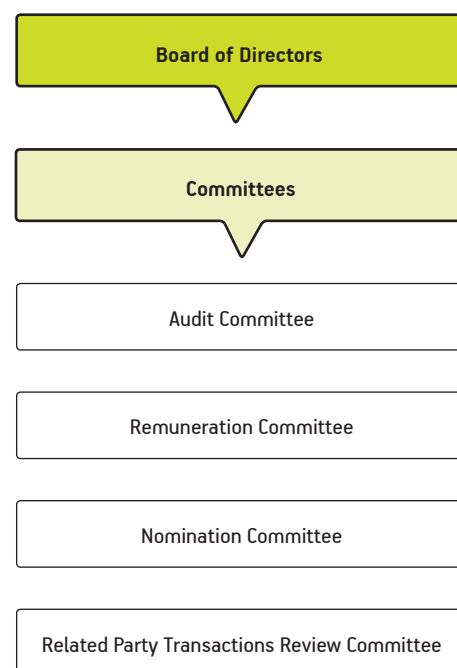 Board of Directors
Committees
Audit Committee
Remuneration Committee
Nomination Committee
Related Party Transactions Review Committee